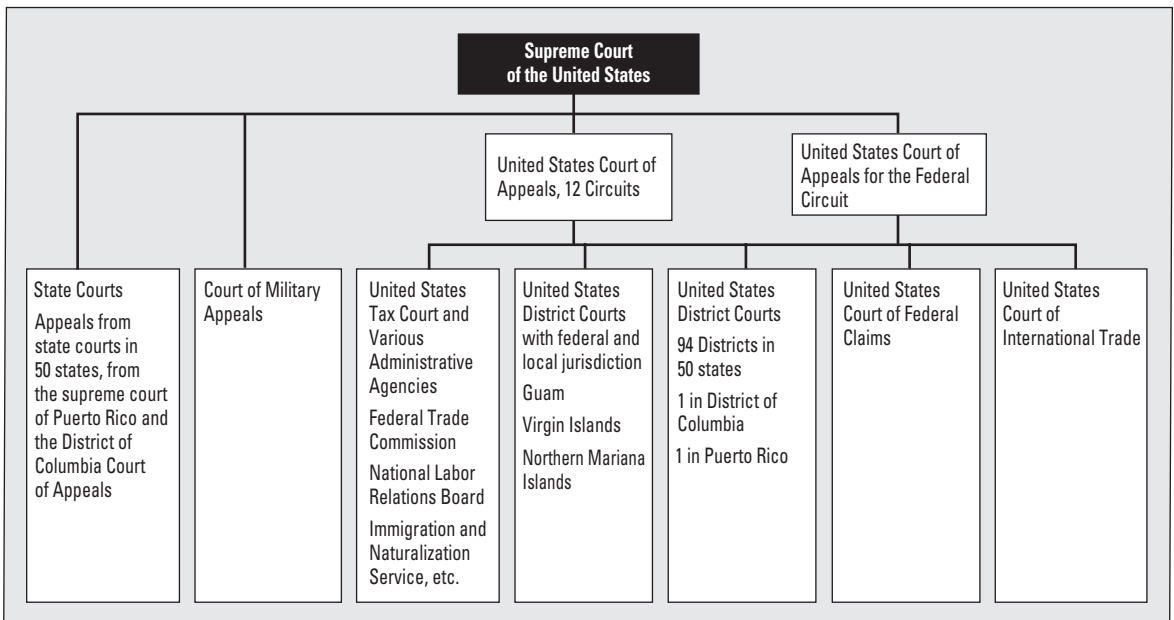 Supreme Court
of the United States
United States Court of
Appeals, 12 Circuits
United States Court of
Appeals for the Federal
Circuit
State Courts
Appeals from
state courts in
50 states, from
the supreme court
of Puerto Rico and
the District of
Columbia Court
of Appeals
Court of Military
Appeals
United States
Tax Court and
Various
Administrative
Agencies
Federal Trade
Commission
National Labor
Relations Board
Immigration and
Naturalization
Service, etc.
United States
District Courts
with federal and
local jurisdiction
Guam
Virgin Islands
Northern Mariana
Islands
United States
District Courts
94 Districts in
50 states
1 in District of
Columbia
1 in Puerto Rico
United States
Court of Federal
Claims
United States
Court of
International Trade